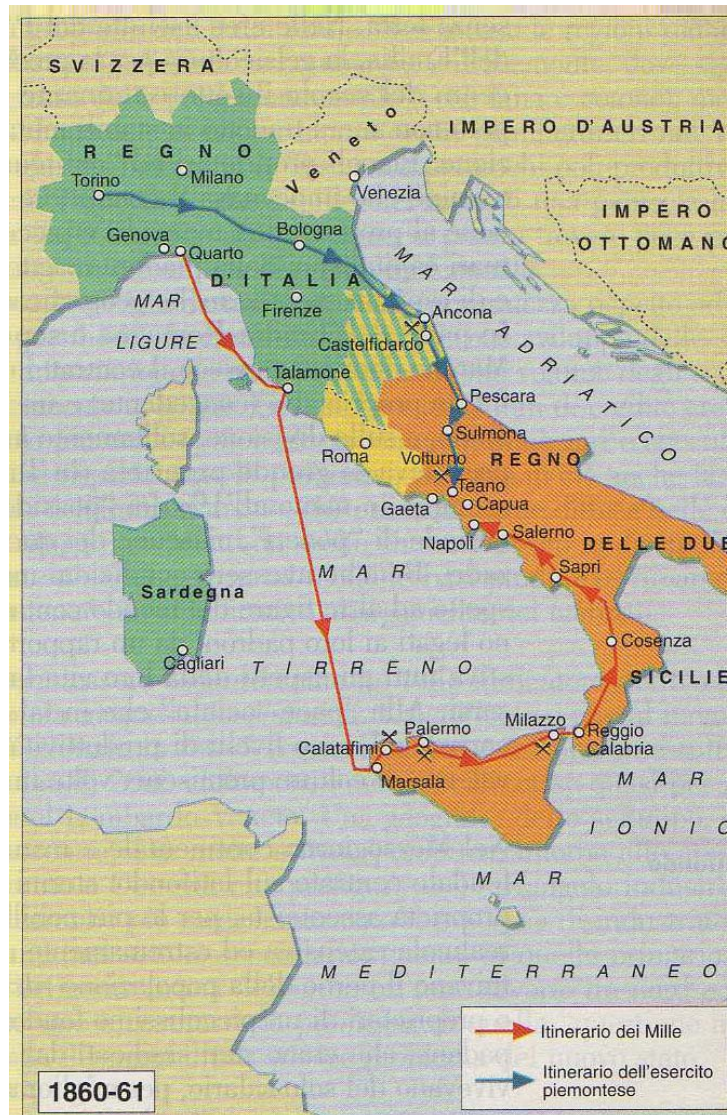 SVIZZERA
IMPERO D'AUSTRIA
REGNO
Veneto
Torino
Milano
Venezia
IMPERO
OTTOMANO
Genova
Quarto
Bologna
D'ITALIA
MAR ADRIATICO
MAR
LIGURE
Firenze
Ancona
Castelfidardo
Talamone
Pescara
Roma
Sulmona
Volturno
REGNO
Teano
Gaeta
Capua
Napoli
Salerno
DELLE DUE
Sapri
MAR
TIRRENO
Sardegna
Cagliari
Cosenza
SICILIE
Palermo
Milazzo
Reggio
Calabria
Calatafimi
Marsala
MAR
IONIO
MAR
MEDITERRANEO
Itinerario dei Mille
Itinerario dell'esercito
piemontese
1860-61